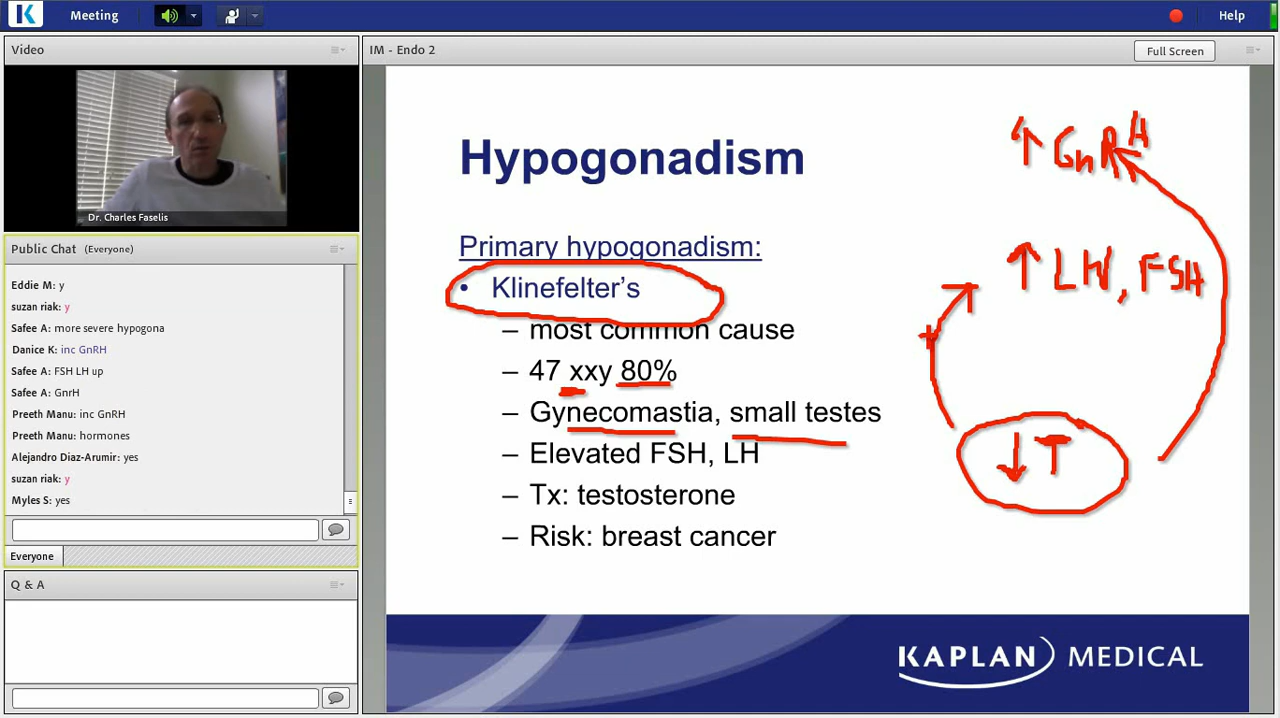 Meeting
Help
Video
IM - Endo 2
Full Screen
Dr. Charles Faselis
Public Chat (Everyone)
Eddie M: y
suzan riak: y
Safee A: more severe hypogona
Danice K: inc GnRH
Safee A: FSH LH up
Safee A: GnrH
Preeth Manu: inc GnRH
Preeth Manu: hormones
Alejandro Diaz-Arumir: yes
suzan riak: y
Myles S: yes
Everyone
Q & A
Hypogonadism
Primary hypogonadism:
• Klinefelter's
– most common cause
– 47 xxy 80%
– Gynecomastia, small testes
– Elevated FSH, LH
– Tx: testosterone
– Risk: breast cancer
↑ GnRH
↑ LH, FSH
↓ T
KAPLAN MEDICAL